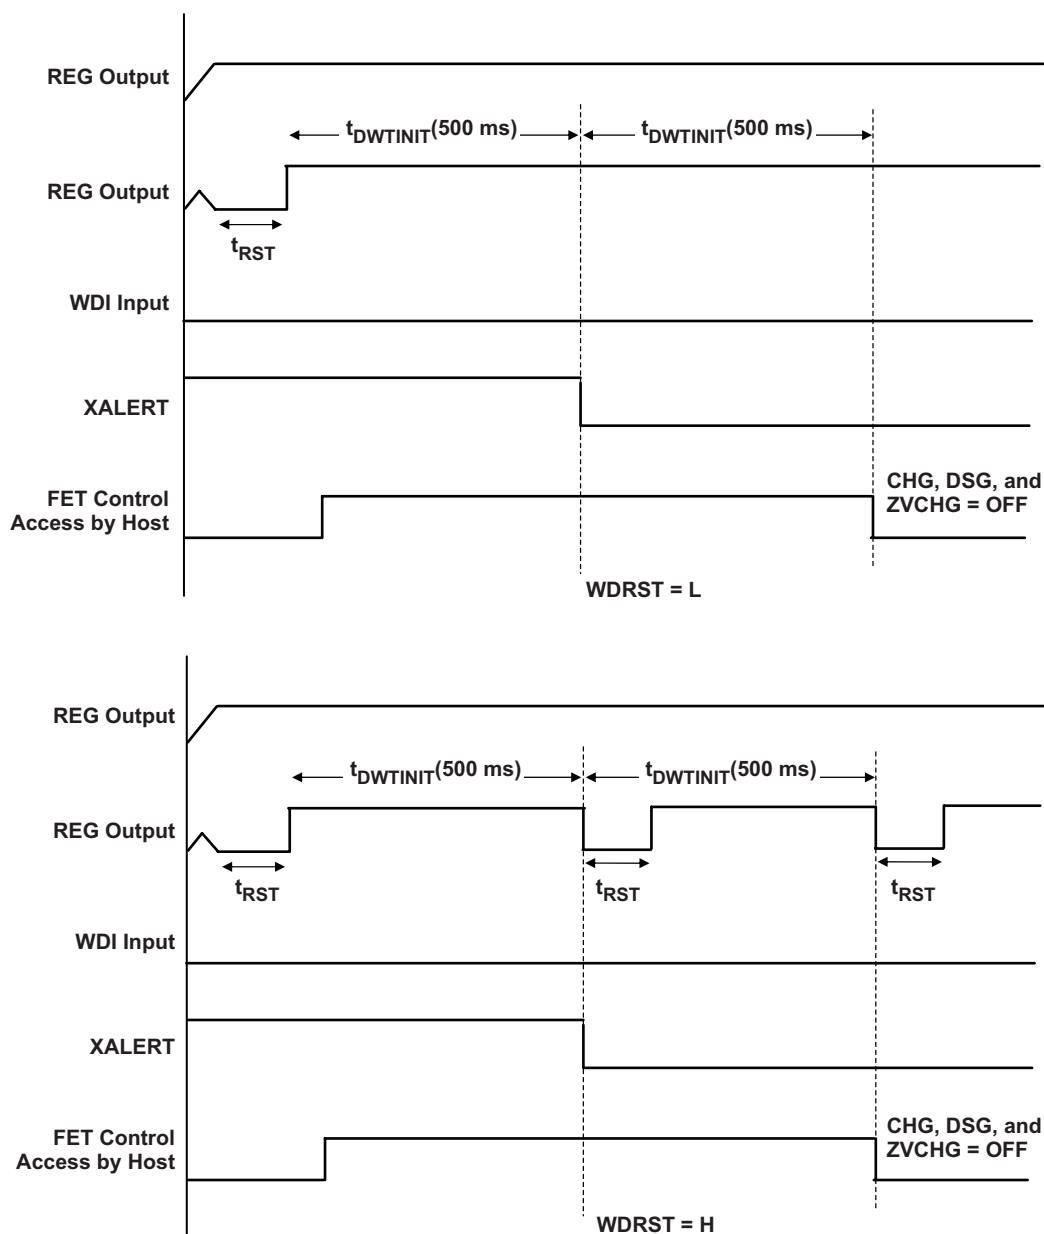 REG Output
tDWTINIT(500 ms)
tDWTINIT(500 ms)
REG Output
tRST
WDI Input
XALERT
FET Control
Access by Host
CHG, DSG, and
ZVCHG = OFF
WDRST = L
REG Output
tDWTINIT(500 ms)
tDWTINIT(500 ms)
REG Output
tRST
tRST
tRST
WDI Input
XALERT
FET Control
Access by Host
CHG, DSG, and
ZVCHG = OFF
WDRST = H